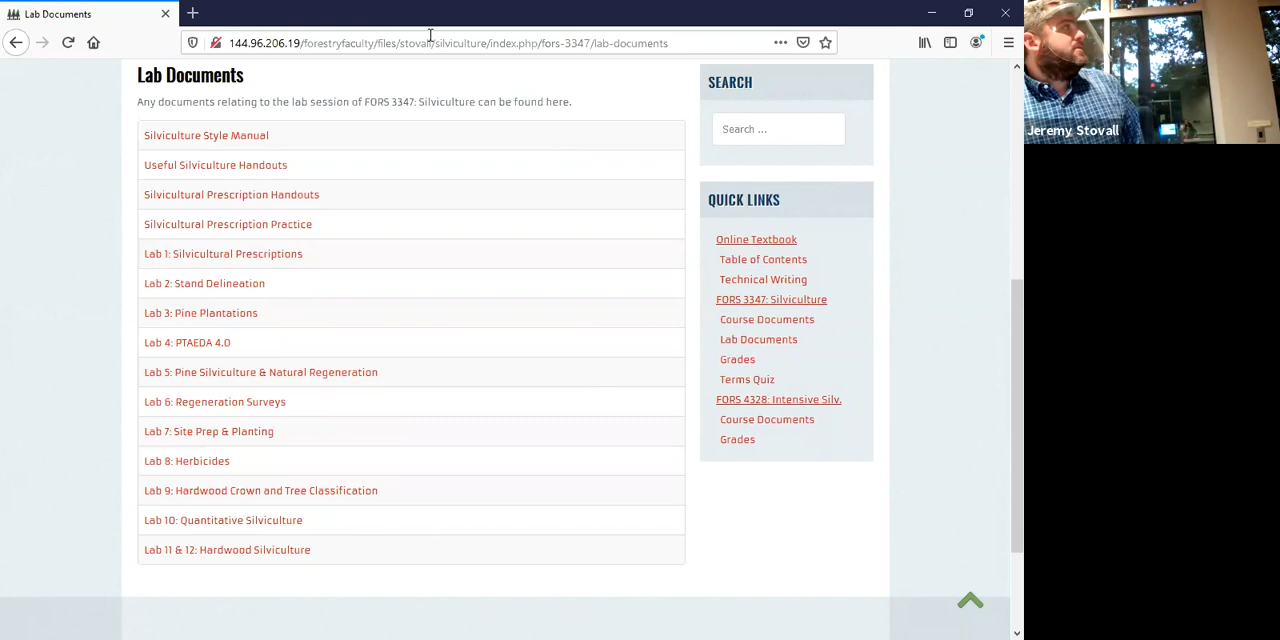 Lab Documents
144.96.206.19/forestryfaculty/files/stovall/silviculture/index.php/fors-3347/lab-documents
Lab Documents
Any documents relating to the lab session of FORS 3347: Silviculture can be found here.
Silviculture Style Manual
Useful Silviculture Handouts
Silvicultural Prescription Handouts
Silvicultural Prescription Practice
Lab 1: Silvicultural Prescriptions
Lab 2: Stand Delineation
Lab 3: Pine Plantations
Lab 4: PTAEDA 4.0
Lab 5: Pine Silviculture & Natural Regeneration
Lab 6: Regeneration Surveys
Lab 7: Site Prep & Planting
Lab 8: Herbicides
Lab 9: Hardwood Crown and Tree Classification
Lab 10: Quantitative Silviculture
Lab 11 & 12: Hardwood Silviculture
SEARCH
Search ...
QUICK LINKS
Online Textbook
Table of Contents
Technical Writing
FORS 3347: Silviculture
Course Documents
Lab Documents
Grades
Terms Quiz
FORS 4328: Intensive Silv.
Course Documents
Grades
Jeremy Stovall